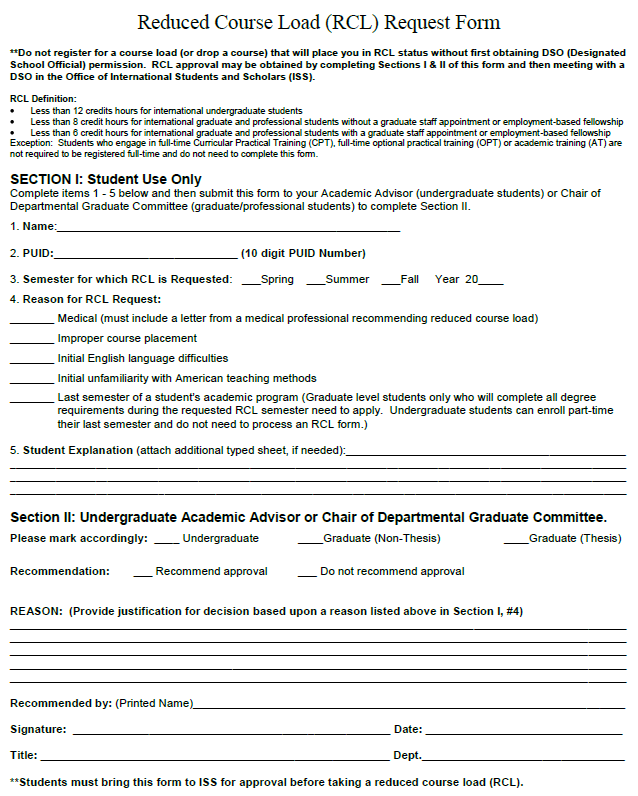 Reduced Course Load (RCL) Request Form
**Do not register for a course load (or drop a course) that will place you in RCL status without first obtaining DSO (Designated
School Official) permission.  RCL approval may be obtained by completing Sections I & II of this form and then meeting with a
DSO in the Office of International Students and Scholars (ISS).
RCL Definition:
• Less than 12 credits hours for international undergraduate students
• Less than 8 credit hours for international graduate and professional students without a graduate staff appointment or employment-based fellowship
• Less than 6 credit hours for international graduate and professional students with a graduate staff appointment or employment-based fellowship
Exception:  Students who engage in full-time Curricular Practical Training (CPT), full-time optional practical training (OPT) or academic training (AT) are
not required to be registered full-time and do not need to complete this form.
SECTION I: Student Use Only
Complete items 1 - 5 below and then submit this form to your Academic Advisor (undergraduate students) or Chair of
Departmental Graduate Committee (graduate/professional students) to complete Section II.
1. Name:________________________________________________________
2. PUID:______________________________ (10 digit PUID Number)
3. Semester for which RCL is Requested:   ___Spring   ___Summer   ___Fall   Year  20____
4. Reason for RCL Request:
_______ Medical (must include a letter from a medical professional recommending reduced course load)
_______ Improper course placement
_______ Initial English language difficulties
_______ Initial unfamiliarity with American teaching methods
_______ Last semester of a student's academic program (Graduate level students only who will complete all degree
requirements during the requested RCL semester need to apply.  Undergraduate students can enroll part-time
their last semester and do not need to process an RCL form.)
5. Student Explanation (attach additional typed sheet, if needed):______________________________________________
Section II: Undergraduate Academic Advisor or Chair of Departmental Graduate Committee.
Please mark accordingly:  ____ Undergraduate   ____Graduate (Non-Thesis)   ____Graduate (Thesis)
Recommendation:   ___ Recommend approval   ___ Do not recommend approval
REASON:  (Provide justification for decision based upon a reason listed above in Section I, #4)
Recommended by: (Printed Name)______________________________________________________________________
Signature:  ____________________________________________________ Date: ________________________________
Title: _________________________________________________________ Dept._________________________________
**Students must bring this form to ISS for approval before taking a reduced course load (RCL).